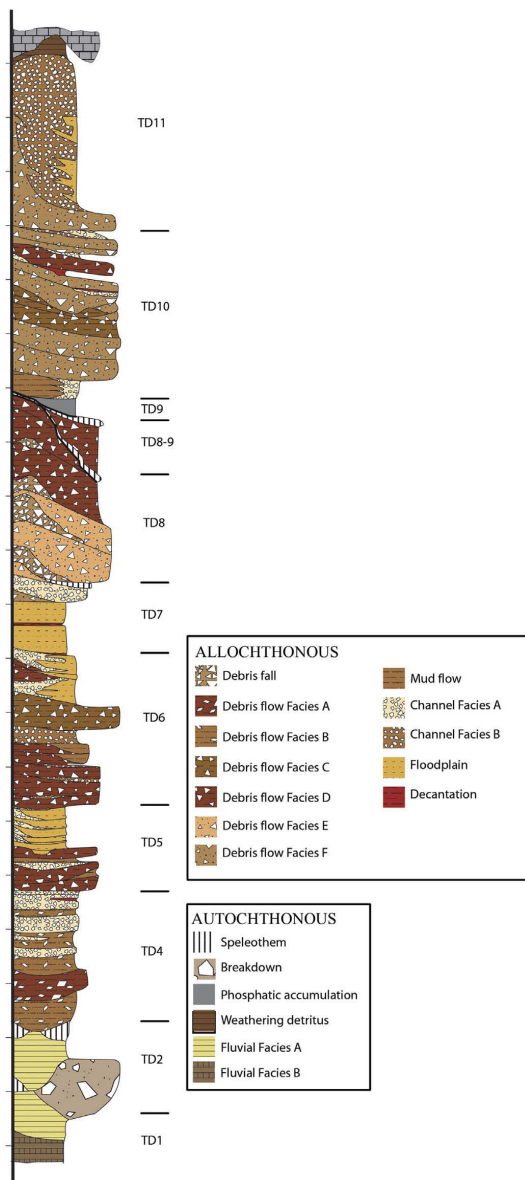 TD11
TD10
TD9
TD8-9
TD8
TD7
TD6
TD5
TD4
TD2
TD1
ALLOCHTHONOUS
Debris fall
Debris flow Facies A
Debris flow Facies B
Debris flow Facies C
Debris flow Facies D
Debris flow Facies E
Debris flow Facies F
Mud flow
Channel Facies A
Channel Facies B
Floodplain
Decantation
AUTOCHTHONOUS
Speleothem
Breakdown
Phosphatic accumulation
Weathering detritus
Fluvial Facies A
Fluvial Facies B